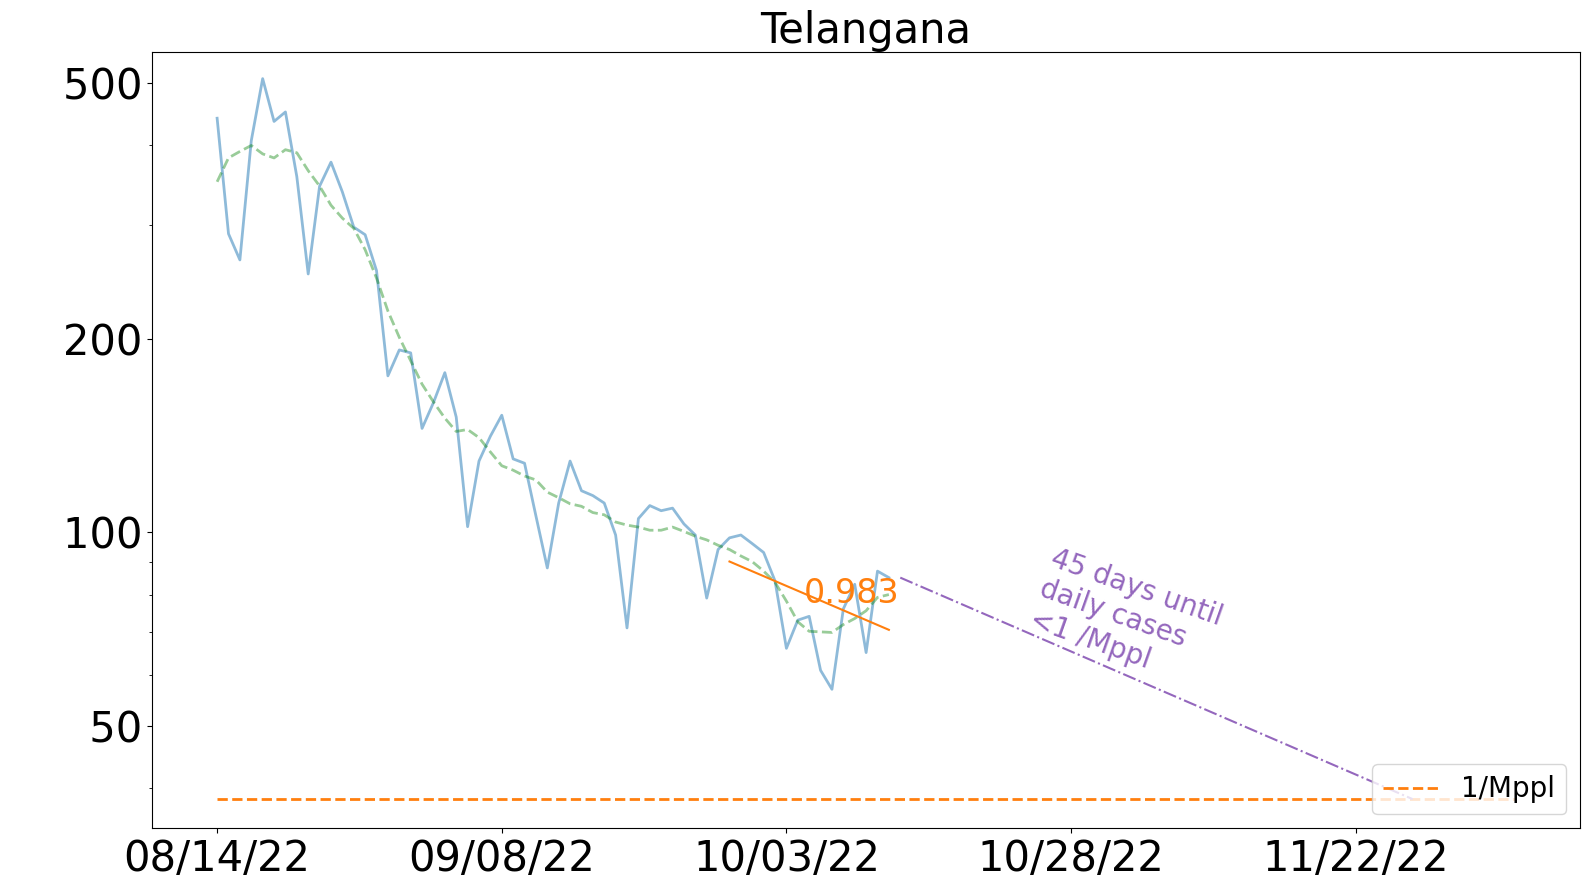 Telangana
500
200
100
50
0.983
45 days until
daily cases
<1 /Mppl
1/Mppl
08/14/22
09/08/22
10/03/22
10/28/22
11/22/22